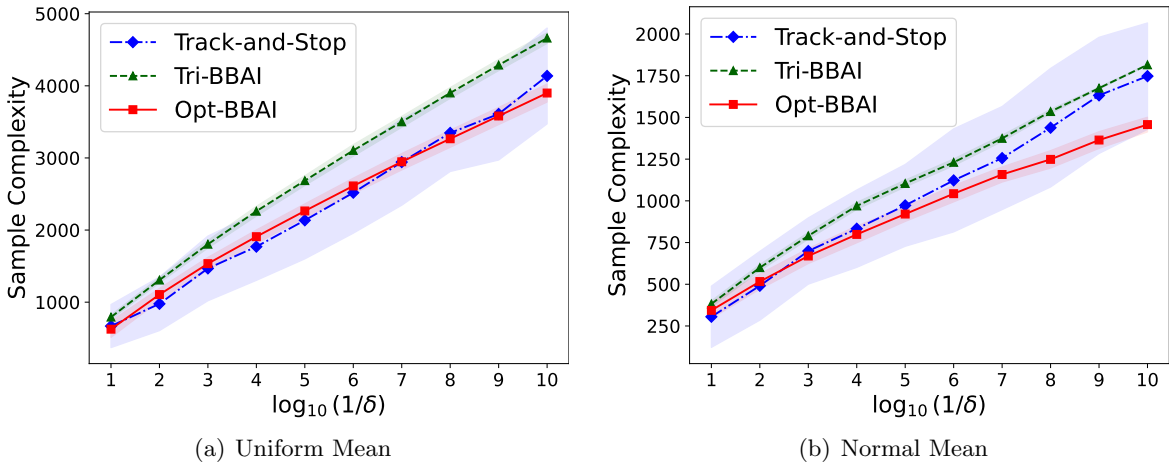 Track-and-Stop
Tri-BBAI
Opt-BBAI
Sample Complexity
5000
4000
3000
2000
1000
1 2 3 4 5 6 7 8 9 10
log₁₀ (1/δ)
(a) Uniform Mean
Track-and-Stop
Tri-BBAI
Opt-BBAI
Sample Complexity
2000
1750
1500
1250
1000
750
500
250
1 2 3 4 5 6 7 8 9 10
log₁₀ (1/δ)
(b) Normal Mean